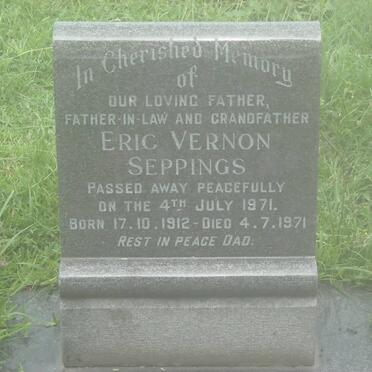 In Cherished Memory
of
OUR LOVING FATHER,
FATHER-IN-LAW AND GRANDFATHER
ERIC VERNON
SEPPINGS
PASSED AWAY PEACEFULLY
ON THE 4TH JULY 1971.
BORN 17.10.1912 - DIED 4.7.1971
REST IN PEACE DAD.